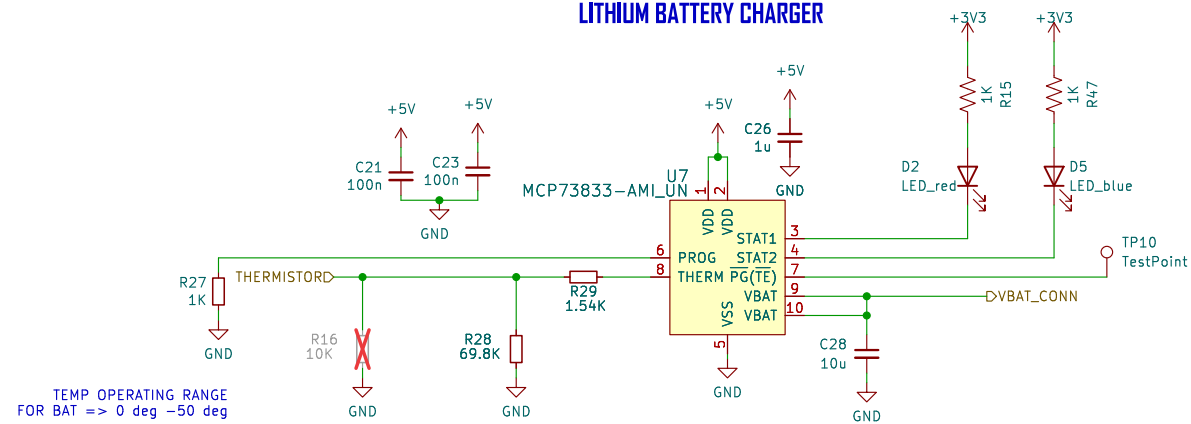 LITHIUM BATTERY CHARGER
+3V3
+3V3
1K
R15
1K
R47
+5V
+5V
+5V
+5V
C26
1u
GND
C21
100n
C23
100n
GND
U7
MCP73833-AMI_UN
1
2
VDD
VDD
D2
LED_red
D5
LED_blue
STAT1
3
STAT2
4
PG(TE)
7
VBAT
9
VBAT
10
6
PROG
8
THERM
VSS
5
GND
TP10
TestPoint
VBAT_CONN
C28
10u
GND
THERMISTOR
R27
1K
GND
R29
1.54K
R16
10K
GND
R28
69.8K
GND
TEMP OPERATING RANGE
FOR BAT => 0 deg -50 deg